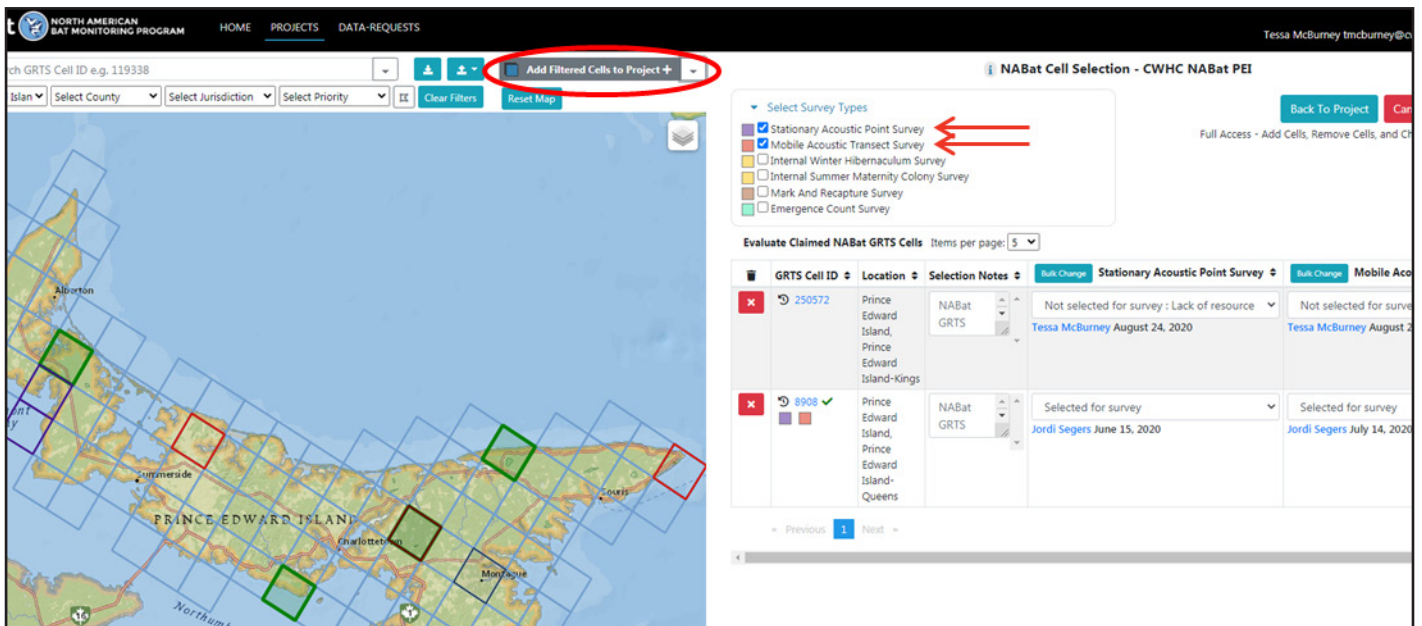 t NORTH AMERICAN
BAT MONITORING PROGRAM
HOME PROJECTS DATA-REQUESTS
Tessa McBurney tmcburney@c
rch GRTS Cell ID e.g. 119338
Add Filtered Cells to Project +
Islan Select County Select Jurisdiction Select Priority Clear Filters Reset Map
i NABat Cell Selection - CWHC NABat PEI
Select Survey Types
Stationary Acoustic Point Survey
Mobile Acoustic Transect Survey
Internal Winter Hibernaculum Survey
Internal Summer Maternity Colony Survey
Mark And Recapture Survey
Emergence Count Survey
Back To Project Can
Full Access - Add Cells, Remove Cells, and Ch
Evaluate Claimed NABat GRTS Cells Items per page: 5
GRTS Cell ID Location Selection Notes Bulk Change Stationary Acoustic Point Survey Bulk Change Mobile Aco
250572
Prince
Edward
Island,
Prince
Edward
Island-Kings
NABat
GRTS
Not selected for survey : Lack of resource
Tessa McBurney August 24, 2020
Not selected for surve
Tessa McBurney August 2
8908
Prince
Edward
Island,
Prince
Edward
Island-
Queens
NABat
GRTS
Selected for survey
Jordi Segers June 15, 2020
Selected for survey
Jordi Segers July 14, 2020
« Previous 1 Next »
Alberton
Summerside
PRINCE EDWARD ISLAND
Charlottetown
Souris
Montague
16
1
Northum